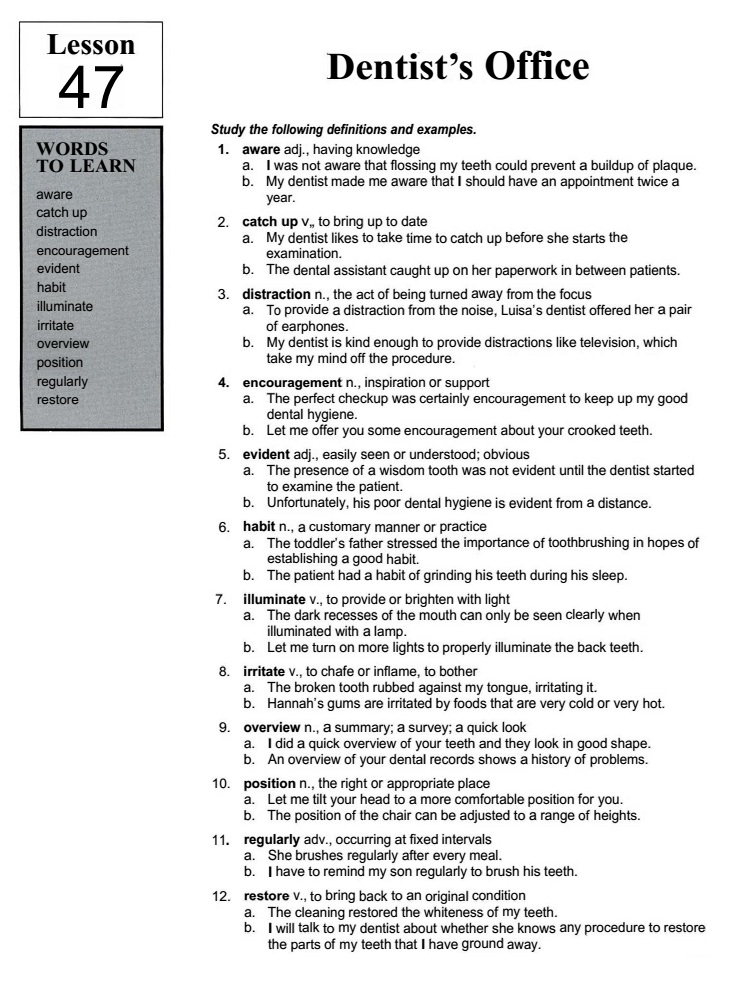 Lesson
47
Dentist's Office
WORDS
TO LEARN
aware
catch up
distraction
encouragement
evident
habit
illuminate
irritate
overview
position
regularly
restore
Study the following definitions and examples.
1. aware adj., having knowledge
a. I was not aware that flossing my teeth could prevent a buildup of plaque.
b. My dentist made me aware that I should have an appointment twice a
year.
2. catch up v,, to bring up to date
a. My dentist likes to take time to catch up before she starts the
examination.
b. The dental assistant caught up on her paperwork in between patients.
3. distraction n., the act of being turned away from the focus
a. To provide a distraction from the noise, Luisa's dentist offered her a pair
of earphones.
b. My dentist is kind enough to provide distractions like television, which
take my mind off the procedure.
4. encouragement n., inspiration or support
a. The perfect checkup was certainly encouragement to keep up my good
dental hygiene.
b. Let me offer you some encouragement about your crooked teeth.
5. evident adj., easily seen or understood; obvious
a. The presence of a wisdom tooth was not evident until the dentist started
to examine the patient.
b. Unfortunately, his poor dental hygiene is evident from a distance.
6. habit n., a customary manner or practice
a. The toddler's father stressed the importance of toothbrushing in hopes of
establishing a good habit.
b. The patient had a habit of grinding his teeth during his sleep.
7. illuminate v., to provide or brighten with light
a. The dark recesses of the mouth can only be seen clearly when
illuminated with a lamp.
b. Let me turn on more lights to properly illuminate the back teeth.
8. irritate v., to chafe or inflame, to bother
a. The broken tooth rubbed against my tongue, irritating it.
b. Hannah's gums are irritated by foods that are very cold or very hot.
9. overview n., a summary; a survey; a quick look
a. I did a quick overview of your teeth and they look in good shape.
b. An overview of your dental records shows a history of problems.
10. position n., the right or appropriate place
a. Let me tilt your head to a more comfortable position for you.
b. The position of the chair can be adjusted to a range of heights.
11. regularly adv., occurring at fixed intervals
a. She brushes regularly after every meal.
b. I have to remind my son regularly to brush his teeth.
12. restore v., to bring back to an original condition
a. The cleaning restored the whiteness of my teeth.
b. I will talk to my dentist about whether she knows any procedure to restore
the parts of my teeth that I have ground away.